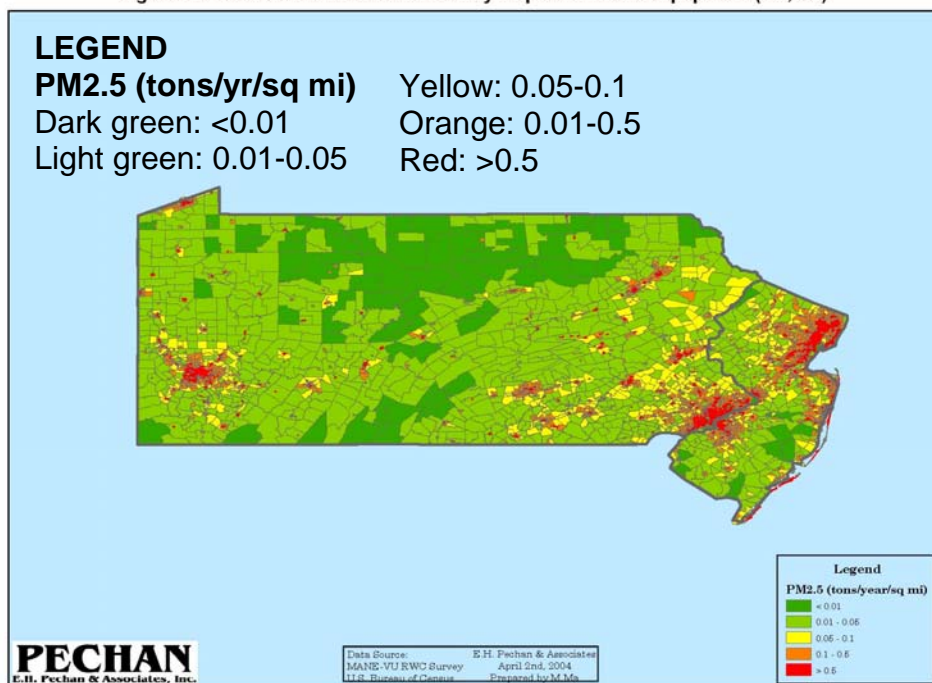 LEGEND
PM2.5 (tons/yr/sq mi) Yellow: 0.05-0.1
Dark green: <0.01 Orange: 0.01-0.5
Light green: 0.01-0.05 Red: >0.5
Legend
PM2.5 (tons/year/sq mi)
< 0.01
0.01 - 0.05
0.05 - 0.1
0.1 - 0.5
> 0.5
PECHAN
E.H. Pechan & Associates, Inc.
Data Source: E.H. Pechan & Associates
MANE-VU RWC Survey April 2nd, 2004
U.S. Bureau of Census Prepared by M.Ma